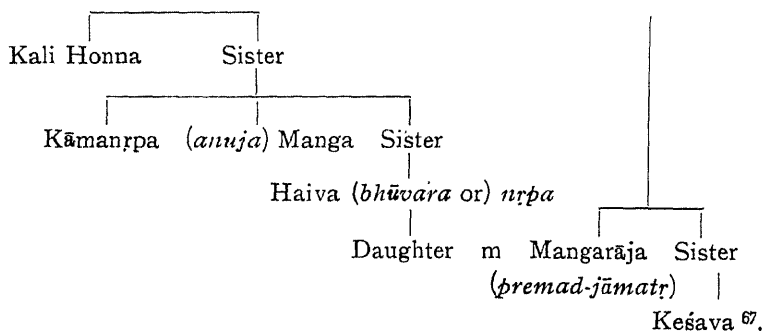 Kali Honna Sister
Kāmanṛpa (anuja) Manga Sister
Haiva (bhūvara or) nṛpa
Daughter m Mangarāja Sister
(premad-jāmatṛ)
Keśava 67.